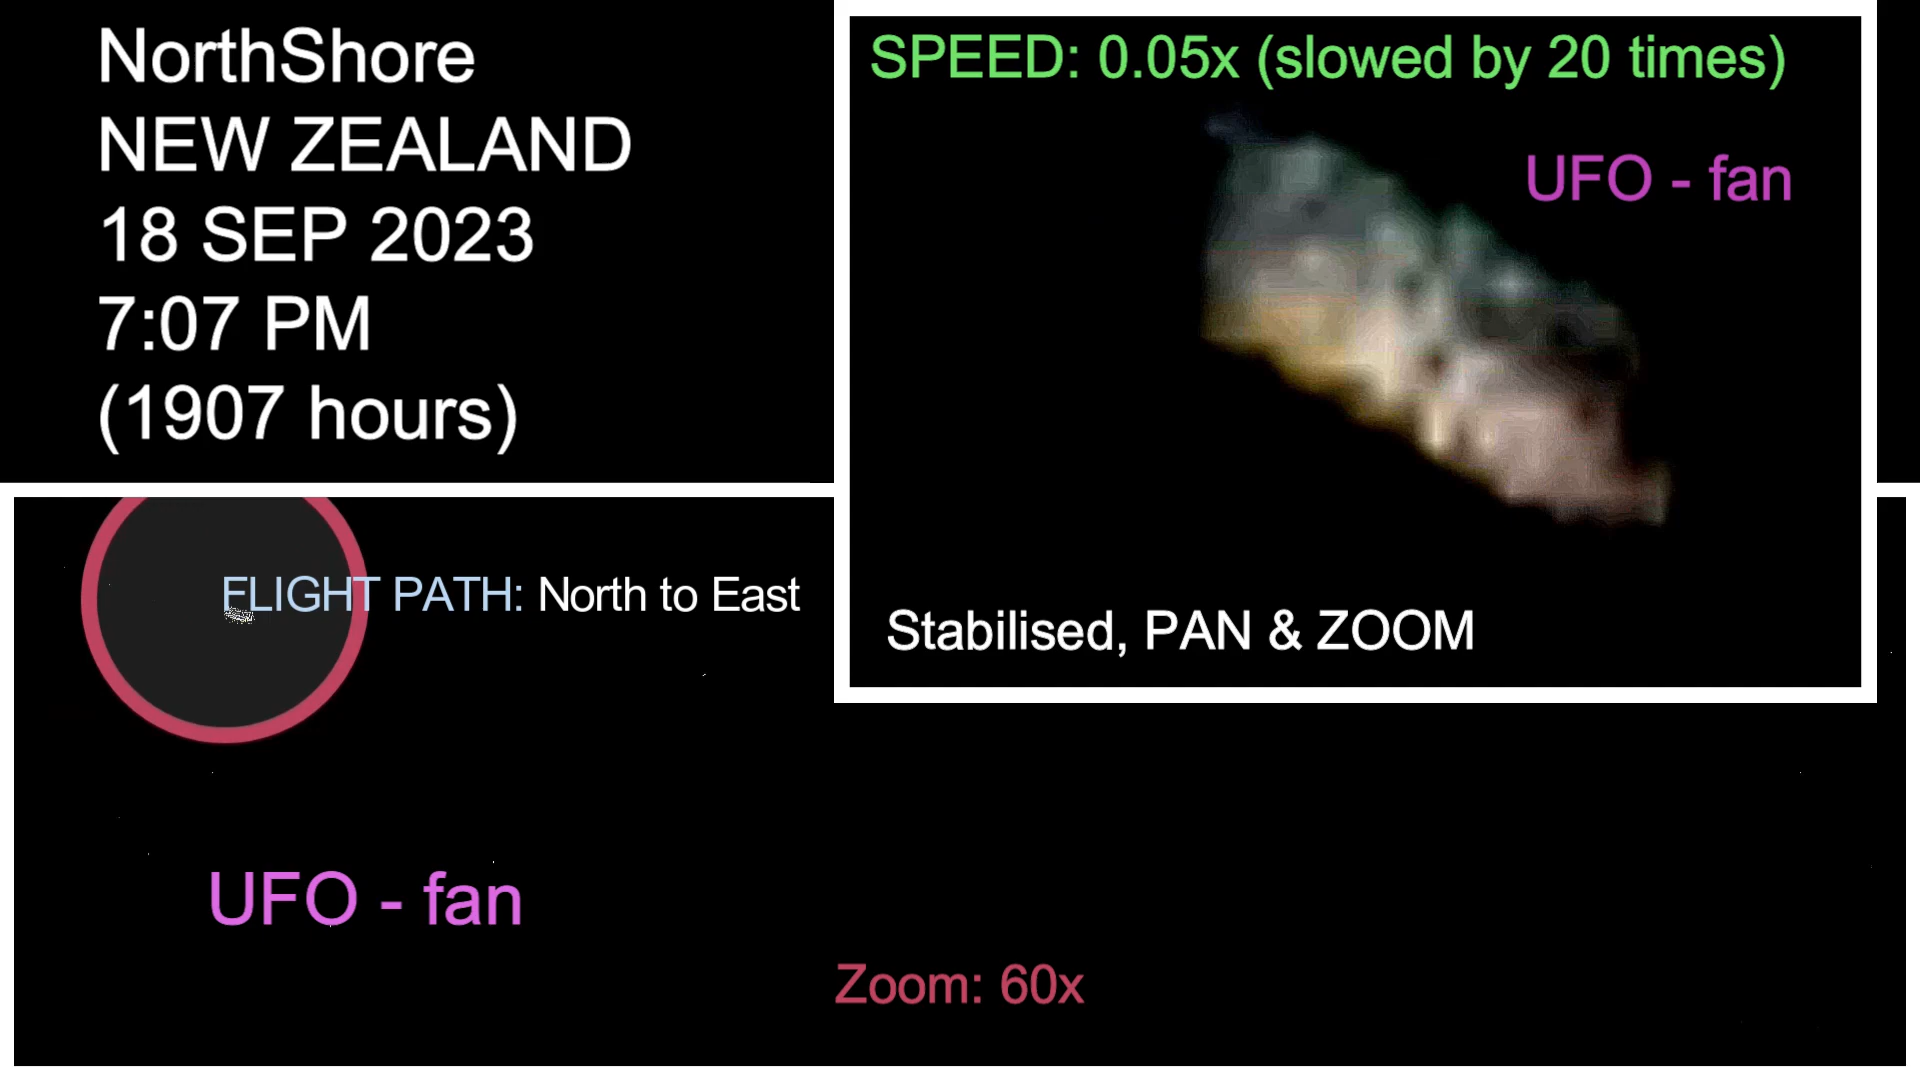 NorthShore
NEW ZEALAND
18 SEP 2023
7:07 PM
(1907 hours)
SPEED: 0.05x (slowed by 20 times)
UFO - fan
Stabilised, PAN & ZOOM
FLIGHT PATH: North to East
UFO - fan
Zoom: 60x